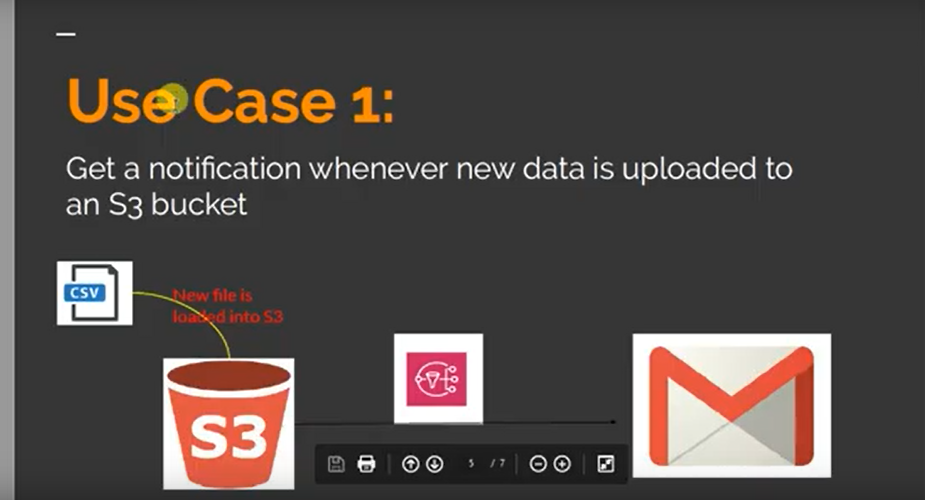 Use Case 1:
Get a notification whenever new data is uploaded to
an S3 bucket
CSV
New file is
loaded into S3
S3
5 / 7